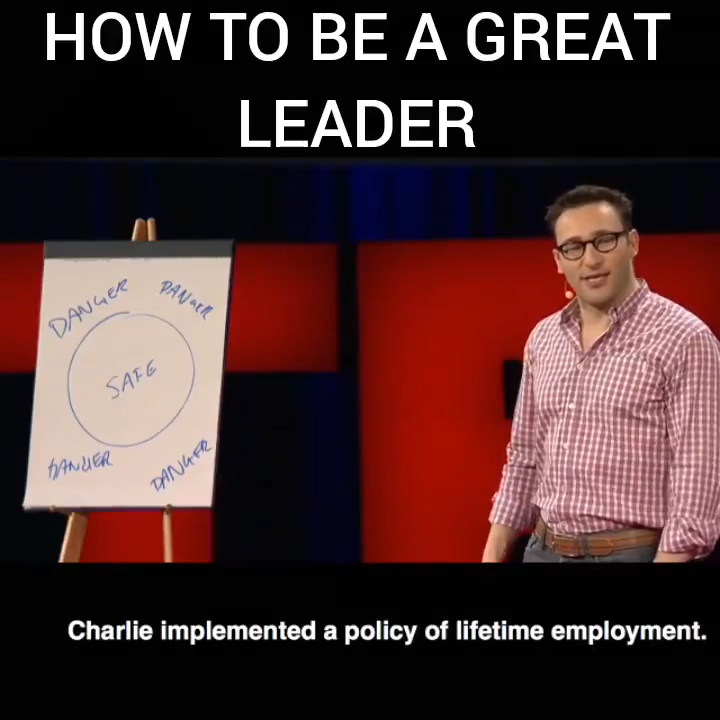 HOW TO BE A GREAT
LEADER
DANGER DANGER
SAFE
DANGER DANGER
Charlie implemented a policy of lifetime employment.